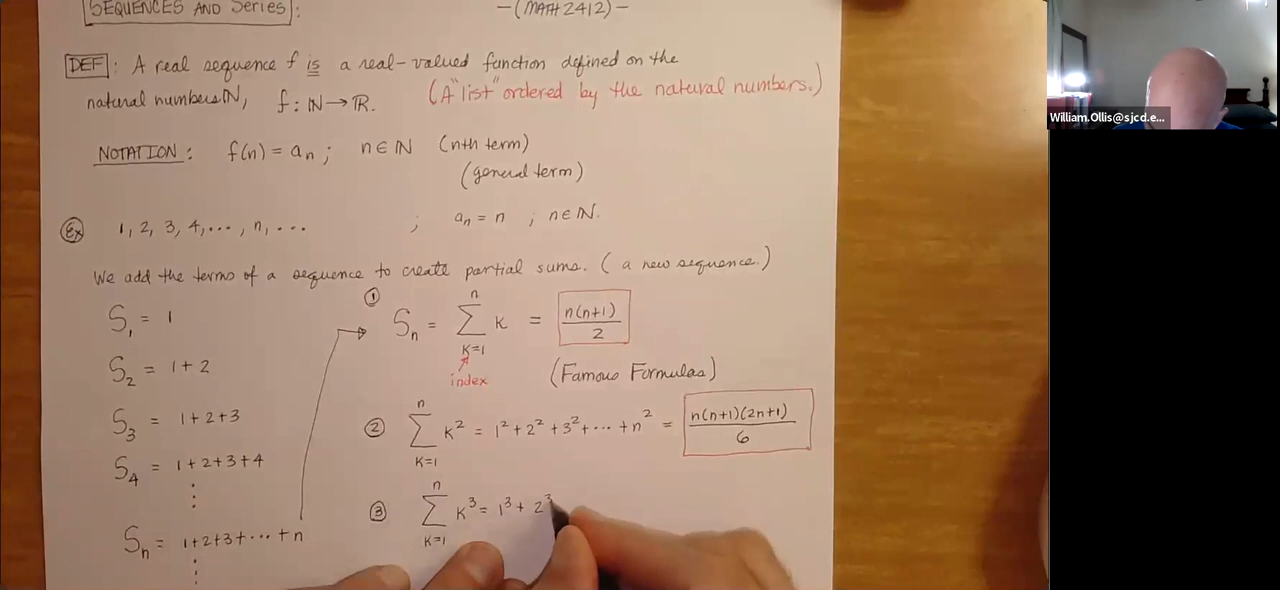 SEQUENCES AND SERIES:
-(MATH 2412)-
DEF: A real sequence f is a real-valued function defined on the
natural numbers ℕ, f: ℕ → ℝ. (A "list" ordered by the natural numbers.)
NOTATION: f(n) = aₙ; n ∈ ℕ (nth term)
(general term)
Ex 1, 2, 3, 4, ..., n, ... ; aₙ = n ; n ∈ ℕ.
We add the terms of a sequence to create partial sums. (a new sequence.)
S₁ = 1
S₂ = 1+2
S₃ = 1+2+3
S₄ = 1+2+3+4
⋮
Sₙ = 1+2+3+⋯+n
⋮
① Sₙ = ∑_{K=1}^{n} K = n(n+1)/2
index
(Famous Formulas)
② ∑_{K=1}^{n} K² = 1²+2²+3²+⋯+n² = n(n+1)(2n+1)/6
③ ∑_{K=1}^{n} K³ = 1³ + 2³
William.Ollis@sjcd.e...